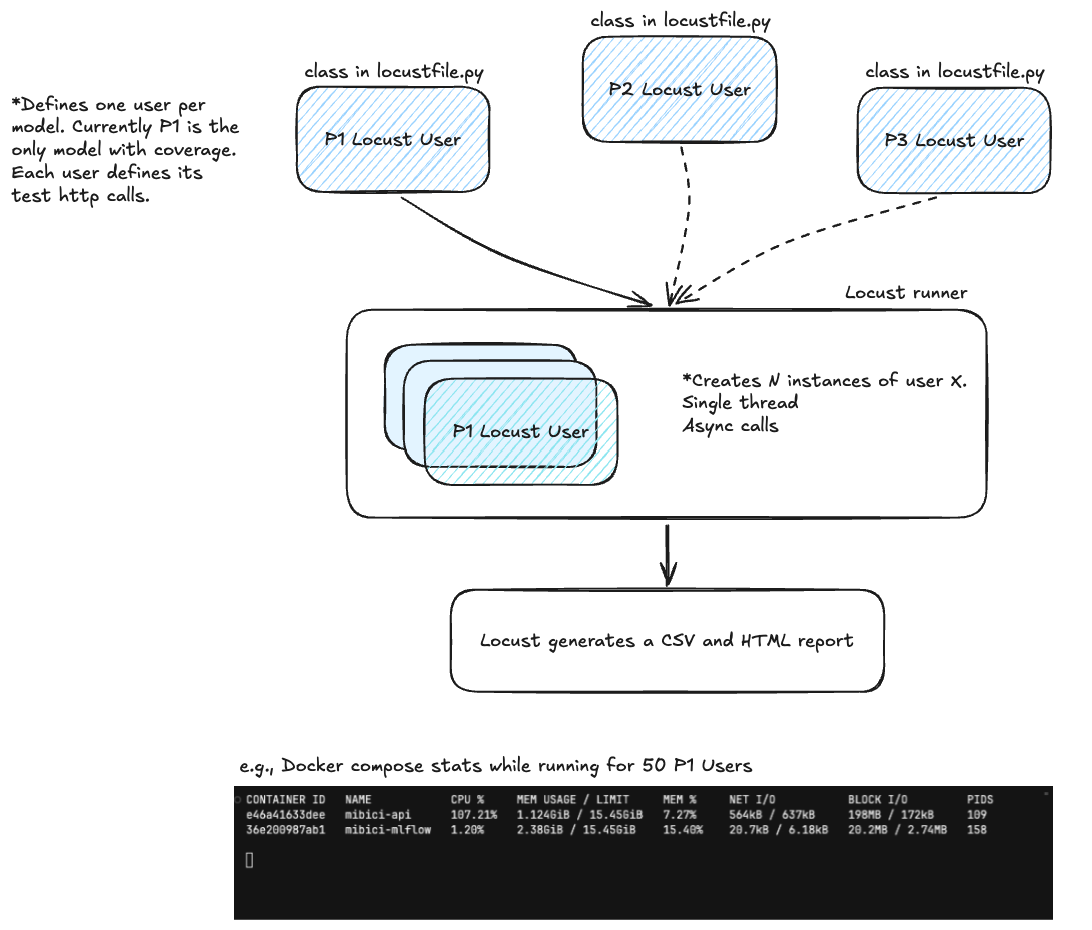 class in locustfile.py
P2 Locust User
class in locustfile.py
P1 Locust User
class in locustfile.py
P3 Locust User
*Defines one user per
model. Currently P1 is the
only model with coverage.
Each user defines its
test http calls.
Locust runner
P1 Locust User
*Creates N instances of user X.
Single thread
Async calls
Locust generates a CSV and HTML report
e.g., Docker compose stats while running for 50 P1 Users
CONTAINER ID NAME CPU % MEM USAGE / LIMIT MEM % NET I/O BLOCK I/O PIDS
e46a41633dee mibici-api 107.21% 1.124GiB / 15.45GiB 7.27% 564kB / 637kB 198MB / 172kB 109
36e200987ab1 mibici-mlflow 1.20% 2.38GiB / 15.45GiB 15.40% 20.7kB / 6.18kB 20.2MB / 2.74MB 158